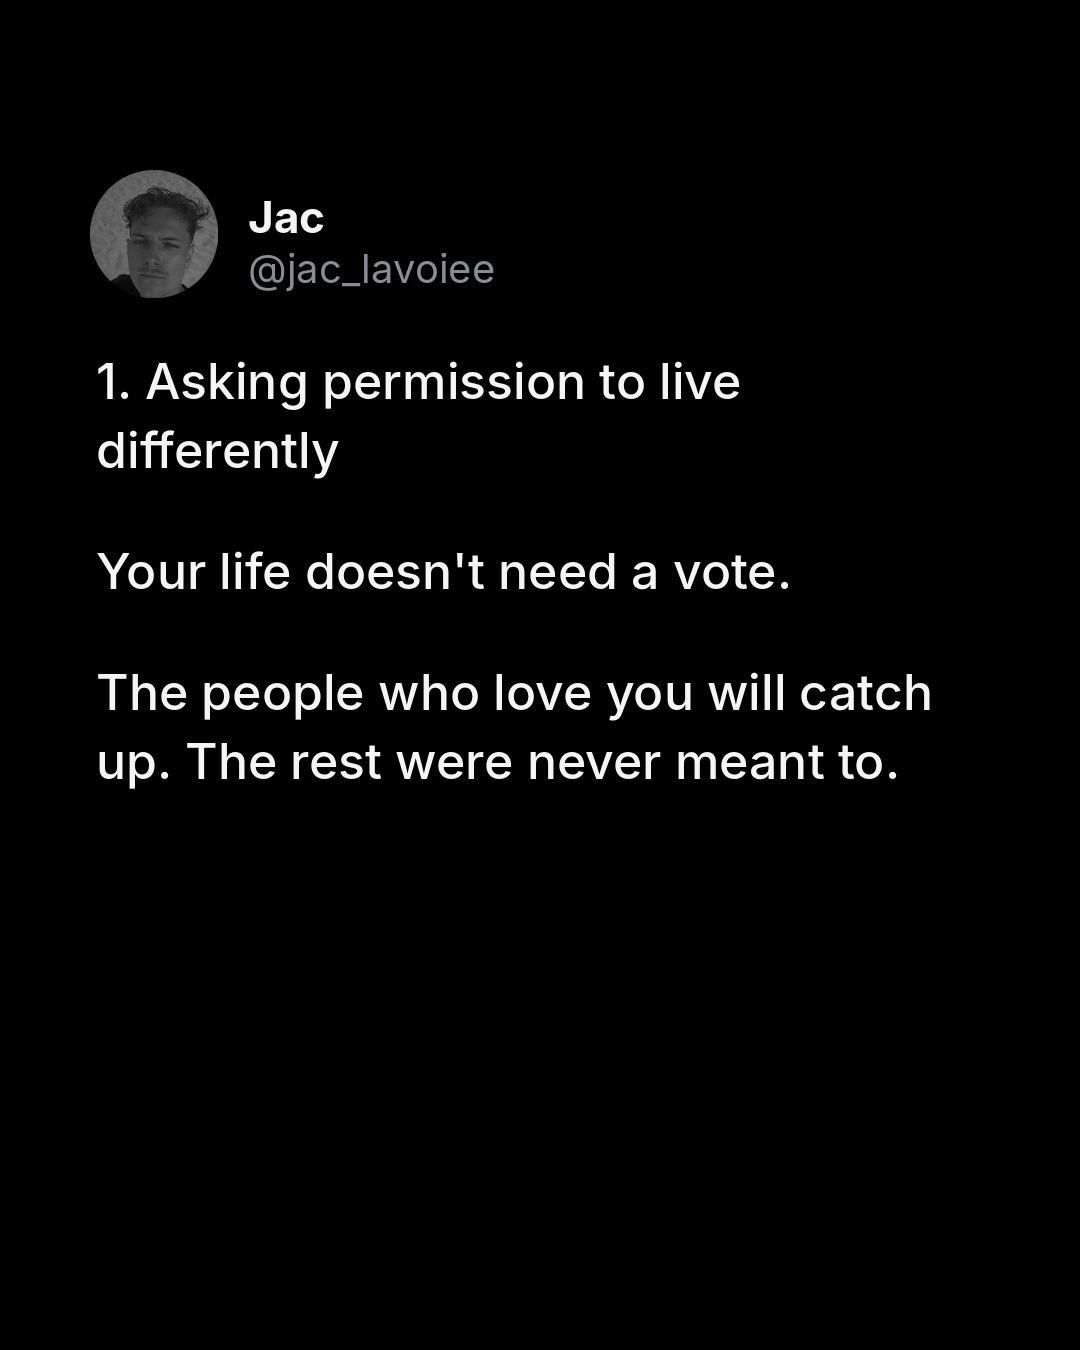 Jac
@jac_lavoiee
1. Asking permission to live
differently
Your life doesn't need a vote.
The people who love you will catch
up. The rest were never meant to.